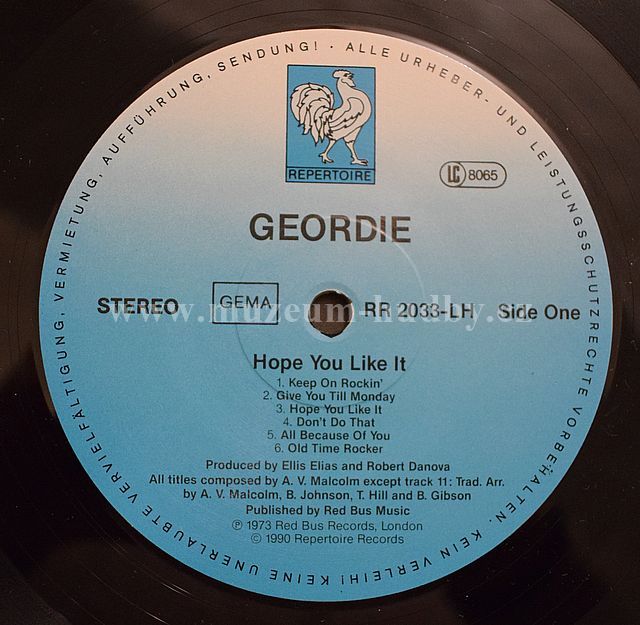 KEINE UNERLAUBTE VERVIELFÄLTIGUNG, VERMIETUNG, AUFFÜHRUNG, SENDUNG! · ALLE URHEBER- UND LEISTUNGSSCHUTZRECHTE VORBEHALTEN · KEIN VERLEIH!
REPERTOIRE
LC 8065
GEORDIE
STEREO GEMA RR 2033-LH Side One
www.muzeum-hudby.cz
Hope You Like It
1. Keep On Rockin'
2. Give You Till Monday
3. Hope You Like It
4. Don't Do That
5. All Because Of You
6. Old Time Rocker
Produced by Ellis Elias and Robert Danova
All titles composed by A. V. Malcolm except track 11: Trad. Arr.
by A. V. Malcolm, B. Johnson, T. Hill and B. Gibson
Published by Red Bus Music
℗ 1973 Red Bus Records, London
© 1990 Repertoire Records